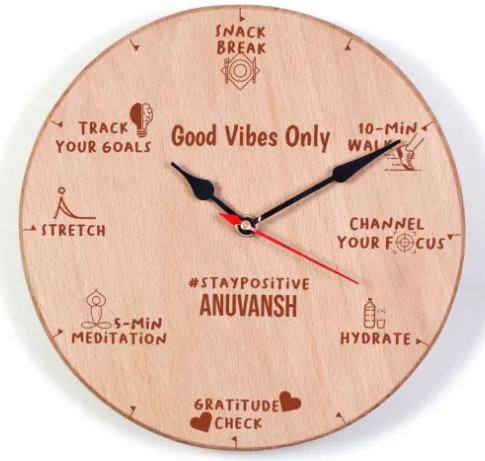 SNACK
BREAK
Good Vibes Only
10-MiN
WALK
TRACK
YOUR GOALS
CHANNEL
YOUR FOCUS
STRETCH
#STAYPOSiTiVE
ANUVANSH
HYDRATE
5-MiN
MEDiTATiON
GRATiTUDE
CHECK